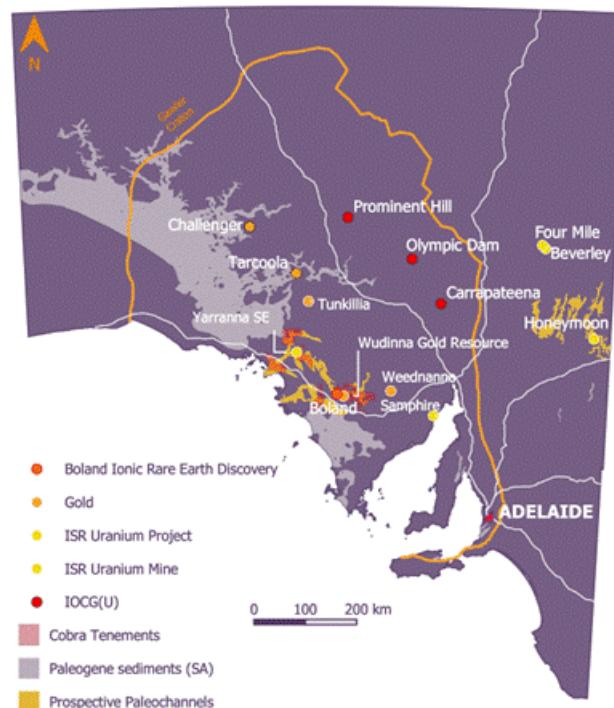 N
Gawler
Craton
Prominent Hill
Challenger
Four Mile
Beverley
Olympic Dam
Tarcoola
Carrapateena
Tunkillia
Honeymoon
Yarranna SE
Wudinna Gold Resource
Weednanna
Boland
Samphire
Boland Ionic Rare Earth Discovery
Gold
ADELAIDE
ISR Uranium Project
ISR Uranium Mine
IOCG(U)
0 100 200 km
Cobra Tenements
Paleogene sediments (SA)
Prospective Paleochannels